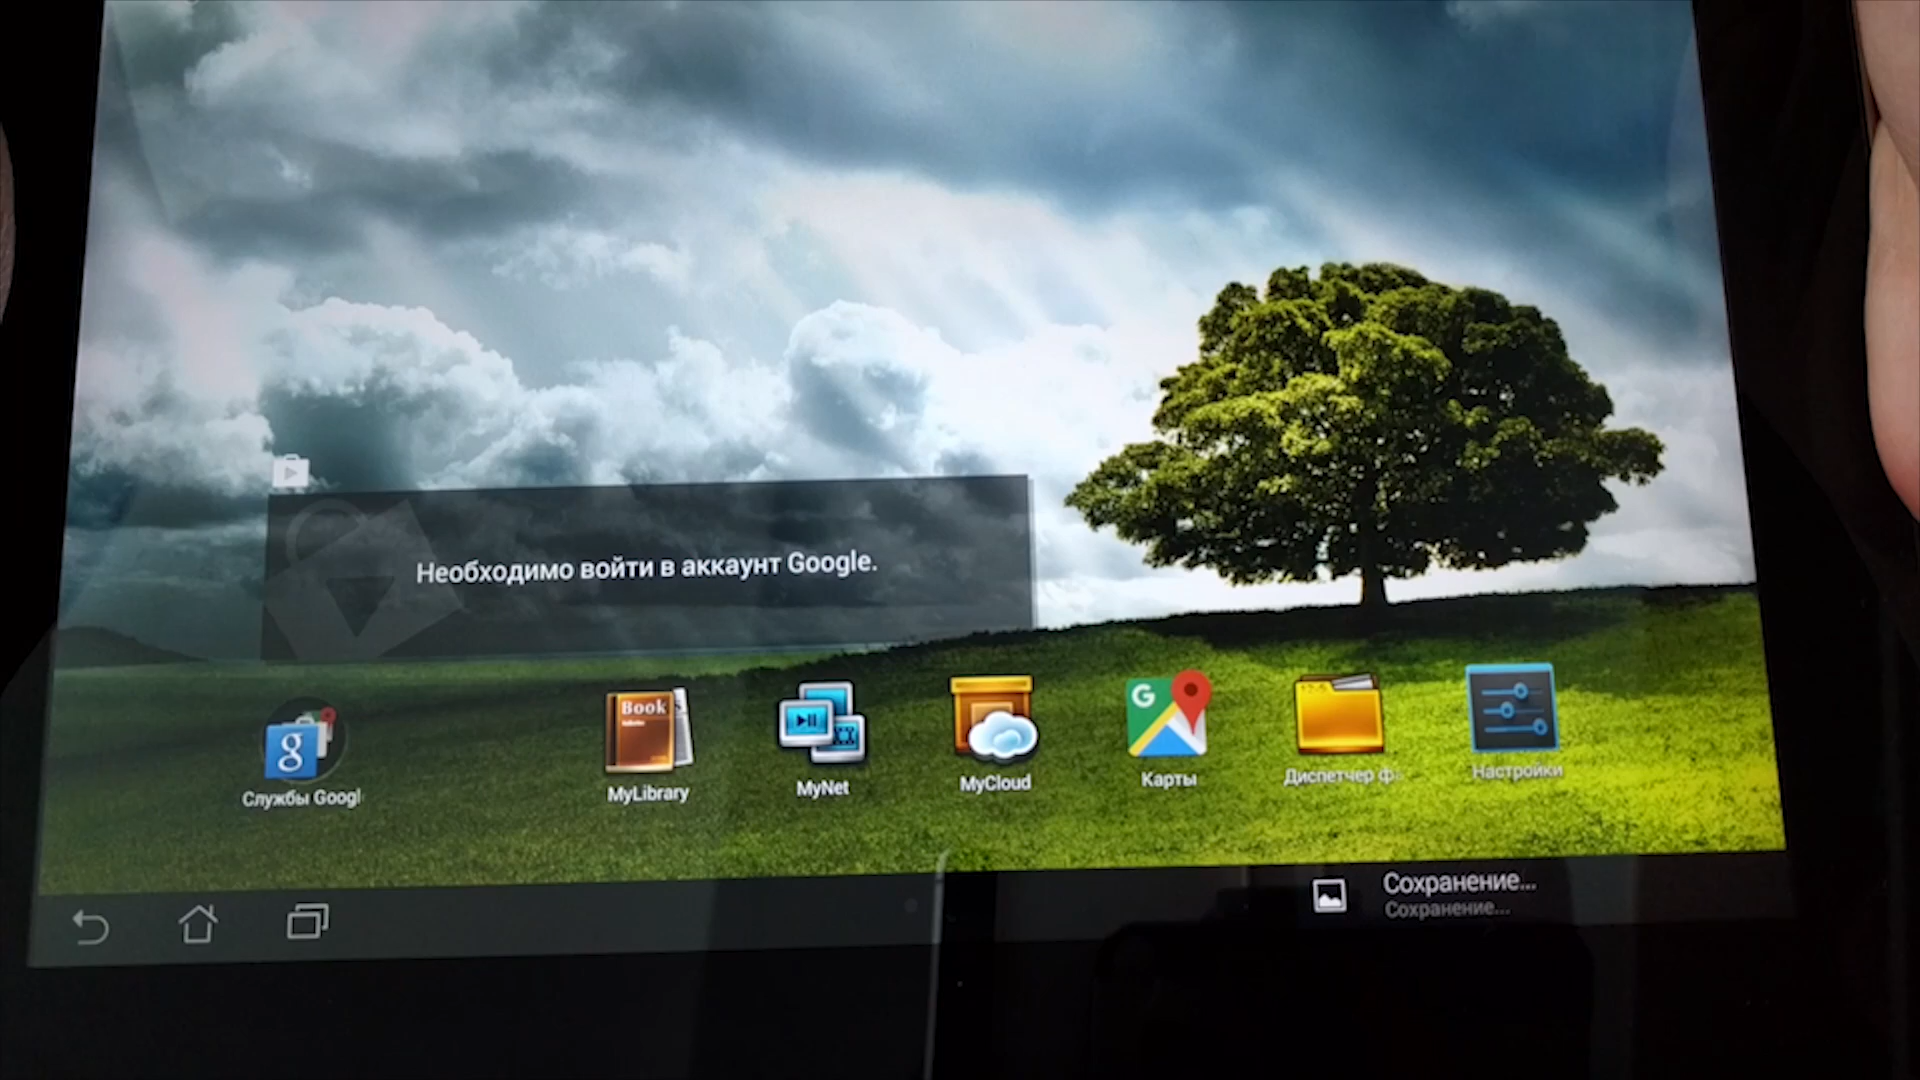 Необходимо войти в аккаунт Google.
Book
Службы Googl
MyLibrary
MyNet
MyCloud
G
Карты
Диспетчер ф
Настройки
Сохранение...
Сохранение...